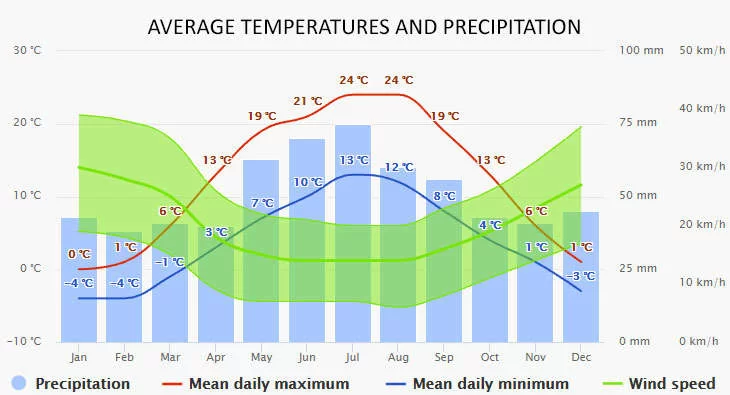 AVERAGE TEMPERATURES AND PRECIPITATION
30 °C 100 mm 50 km/h
24 °C 24 °C
21 °C
19 °C 19 °C
40 km/h
20 °C 75 mm
13 °C 13 °C 13 °C
12 °C
30 km/h
10 °C
10 °C 50 mm
7 °C 8 °C
6 °C 6 °C
3 °C 4 °C 20 km/h
0 °C 1 °C 1 °C 1 °C
−1 °C
0 °C 25 mm
−4 °C −4 °C −3 °C
10 km/h
−10 °C 0 mm 0 km/h
Jan Feb Mar Apr May Jun Jul Aug Sep Oct Nov Dec
Precipitation Mean daily maximum Mean daily minimum Wind speed